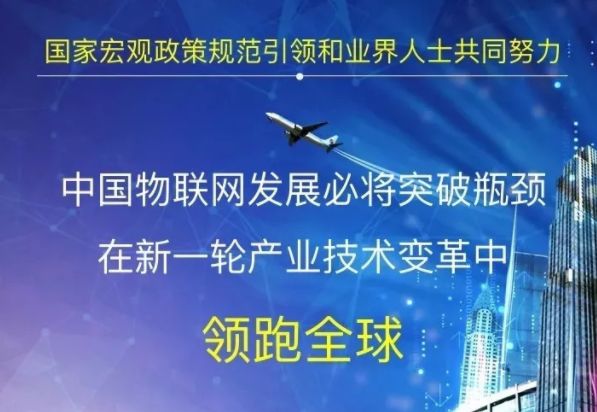 国家宏观政策规范引领和业界人士共同努力
中国物联网发展必将突破瓶颈
在新一轮产业技术变革中
领跑全球